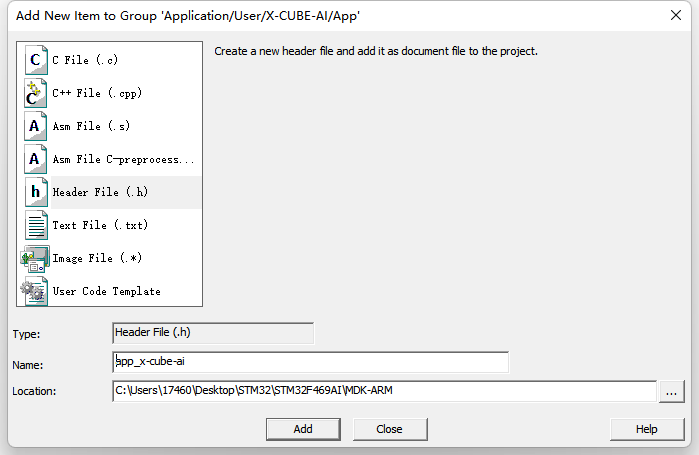 Add New Item to Group 'Application/User/X-CUBE-AI/App'
Create a new header file and add it as document file to the project.
C
C File (.c)
C
C++ File (.cpp)
A
Asm File (.s)
A
Asm File C-preprocess...
h
Header File (.h)
Text File (.txt)
Image File (.*)
User Code Template
Type:
Header File (.h)
Name:
app_x-cube-ai
Location:
C:\Users\17460\Desktop\STM32\STM32F469AI\MDK-ARM
...
Add
Close
Help